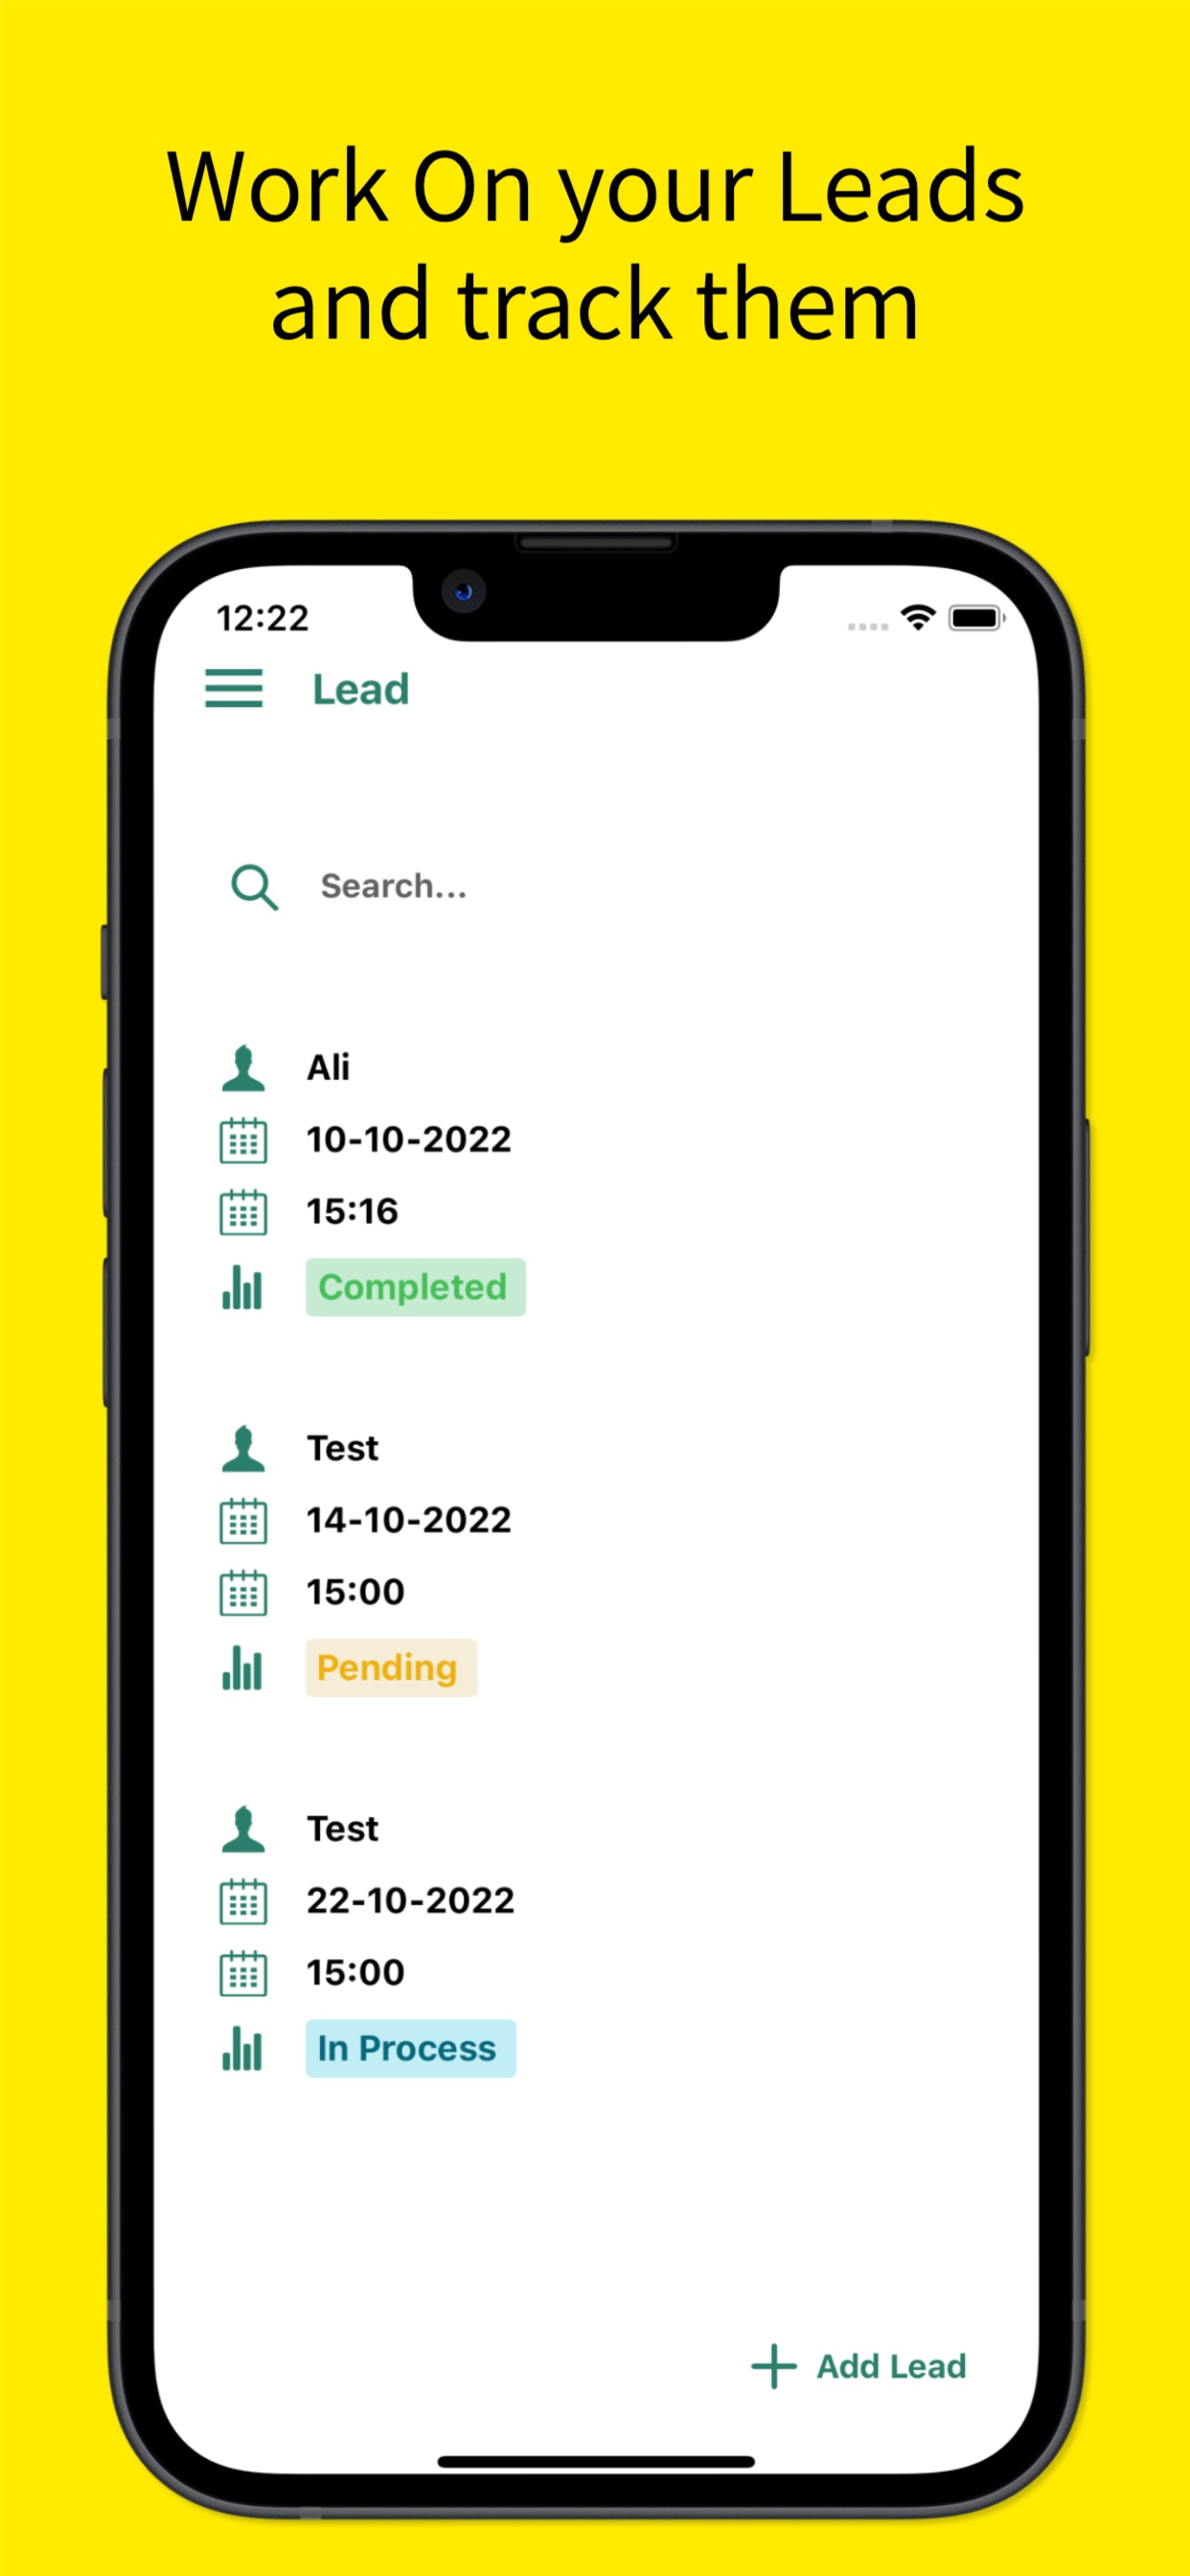 Work On your Leads
and track them
12:22
Lead
Search...
Ali
10-10-2022
15:16
Completed
Test
14-10-2022
15:00
Pending
Test
22-10-2022
15:00
In Process
Add Lead